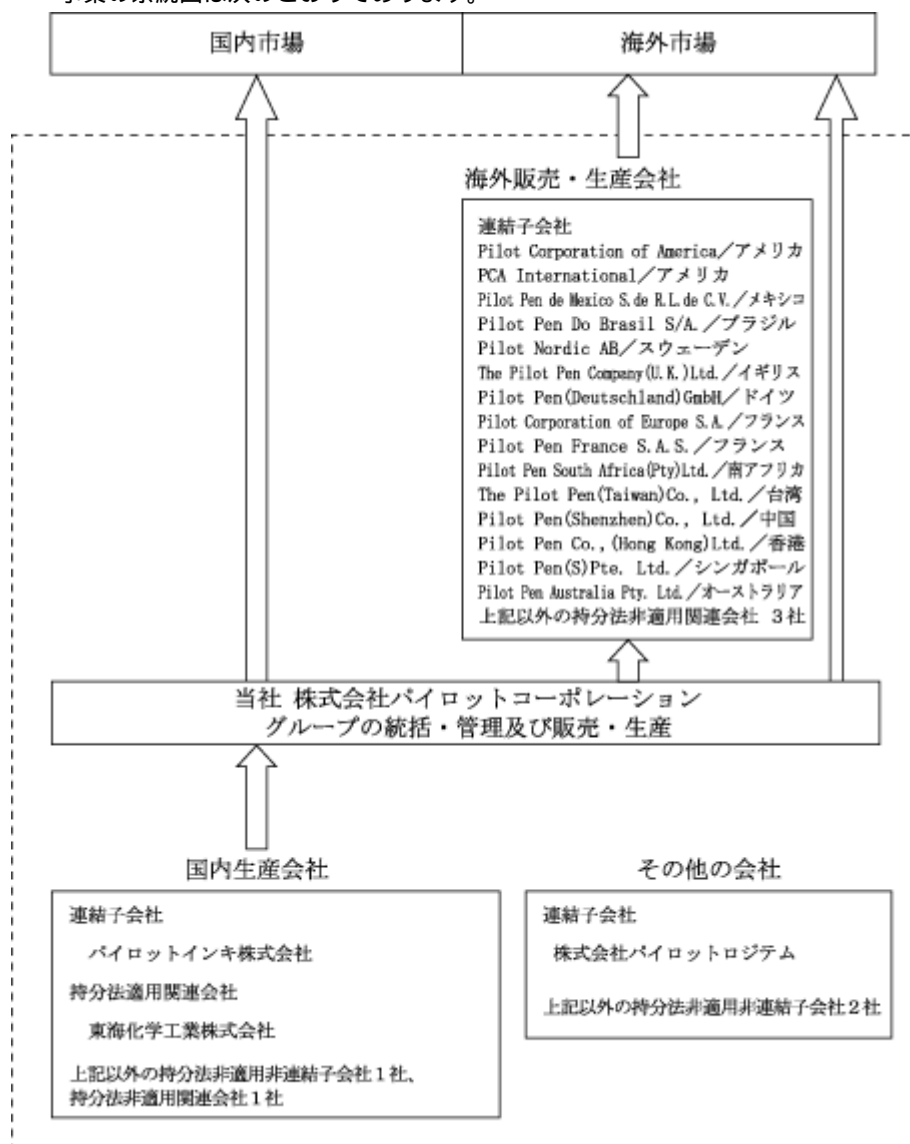 事業の系統図は次のとおりであります。
国内市場
海外市場
海外販売・生産会社
連結子会社
Pilot Corporation of America／アメリカ
PCA International／アメリカ
Pilot Pen de Mexico S.de R.L.de C.V.／メキシコ
Pilot Pen Do Brasil S/A.／ブラジル
Pilot Nordic AB／スウェーデン
The Pilot Pen Company(U.K.)Ltd.／イギリス
Pilot Pen(Deutschland)GmbH／ドイツ
Pilot Corporation of Europe S.A.／フランス
Pilot Pen France S.A.S.／フランス
Pilot Pen South Africa(Pty)Ltd.／南アフリカ
The Pilot Pen(Taiwan)Co., Ltd.／台湾
Pilot Pen(Shenzhen)Co., Ltd.／中国
Pilot Pen Co.,(Hong Kong)Ltd.／香港
Pilot Pen(S)Pte. Ltd.／シンガポール
Pilot Pen Australia Pty. Ltd.／オーストラリア
上記以外の持分法非適用関連会社 ３社
当社 株式会社パイロットコーポレーション
グループの統括・管理及び販売・生産
国内生産会社
連結子会社
パイロットインキ株式会社
持分法適用関連会社
東海化学工業株式会社
上記以外の持分法非適用非連結子会社１社、
持分法非適用関連会社１社
その他の会社
連結子会社
株式会社パイロットロジテム
上記以外の持分法非適用非連結子会社２社